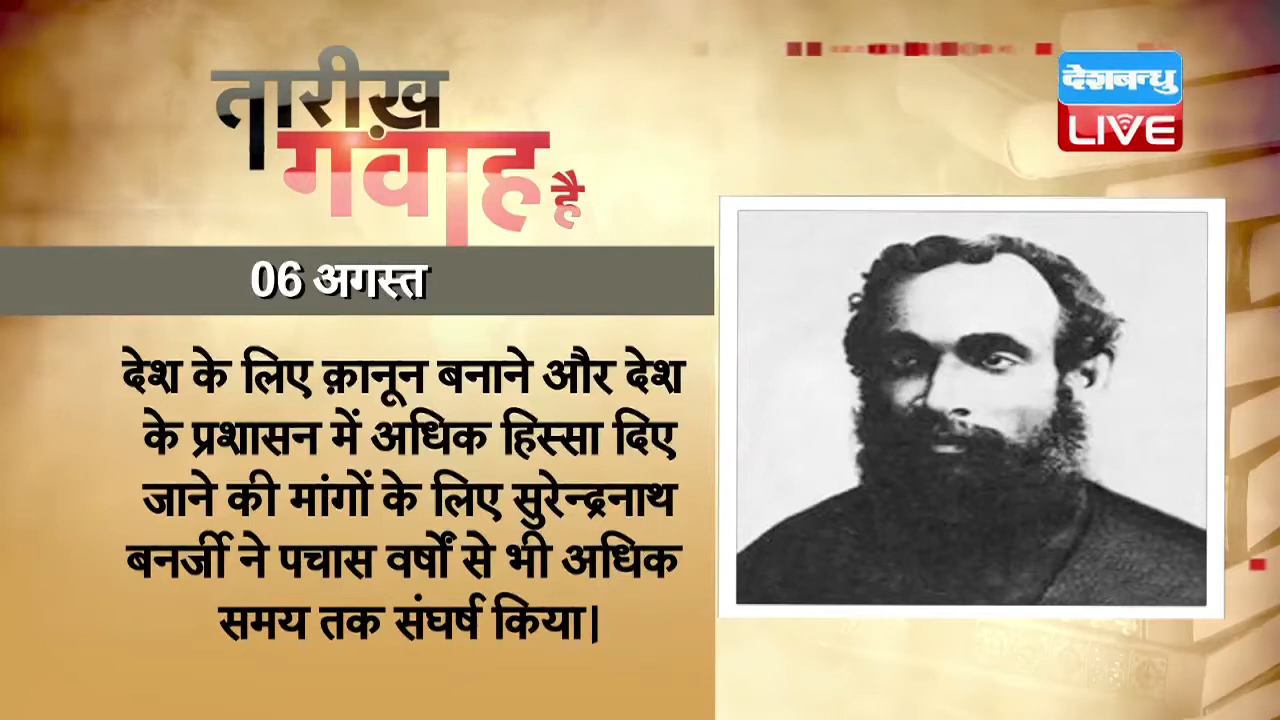 तारीख़
गवाह है
देशबन्धु
LIVE
06 अगस्त
देश के लिए क़ानून बनाने और देश
के प्रशासन में अधिक हिस्सा दिए
जाने की मांगों के लिए सुरेन्द्रनाथ
बनर्जी ने पचास वर्षों से भी अधिक
समय तक संघर्ष किया।